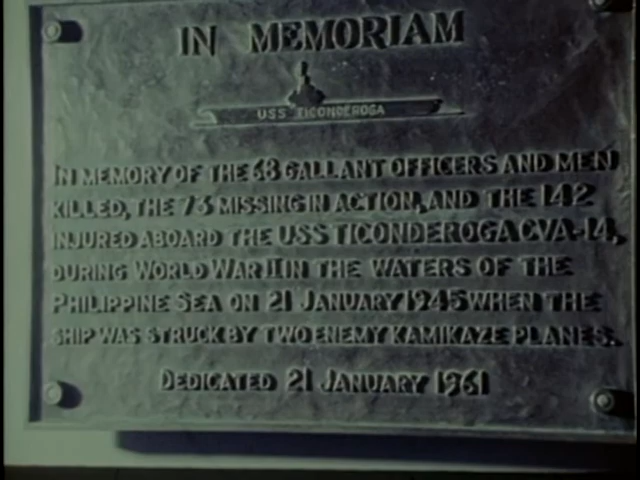 IN MEMORIAM
USS TICONDEROGA
IN MEMORY OF THE 68 GALLANT OFFICERS AND MEN
KILLED, THE 75 MISSING IN ACTION, AND THE 142
INJURED ABOARD THE USS TICONDEROGA CVA-14,
DURING WORLD WAR II IN THE WATERS OF THE
PHILIPPINE SEA ON 21 JANUARY 1945 WHEN THE
SHIP WAS STRUCK BY TWO ENEMY KAMIKAZE PLANES.
DEDICATED 21 JANUARY 1961